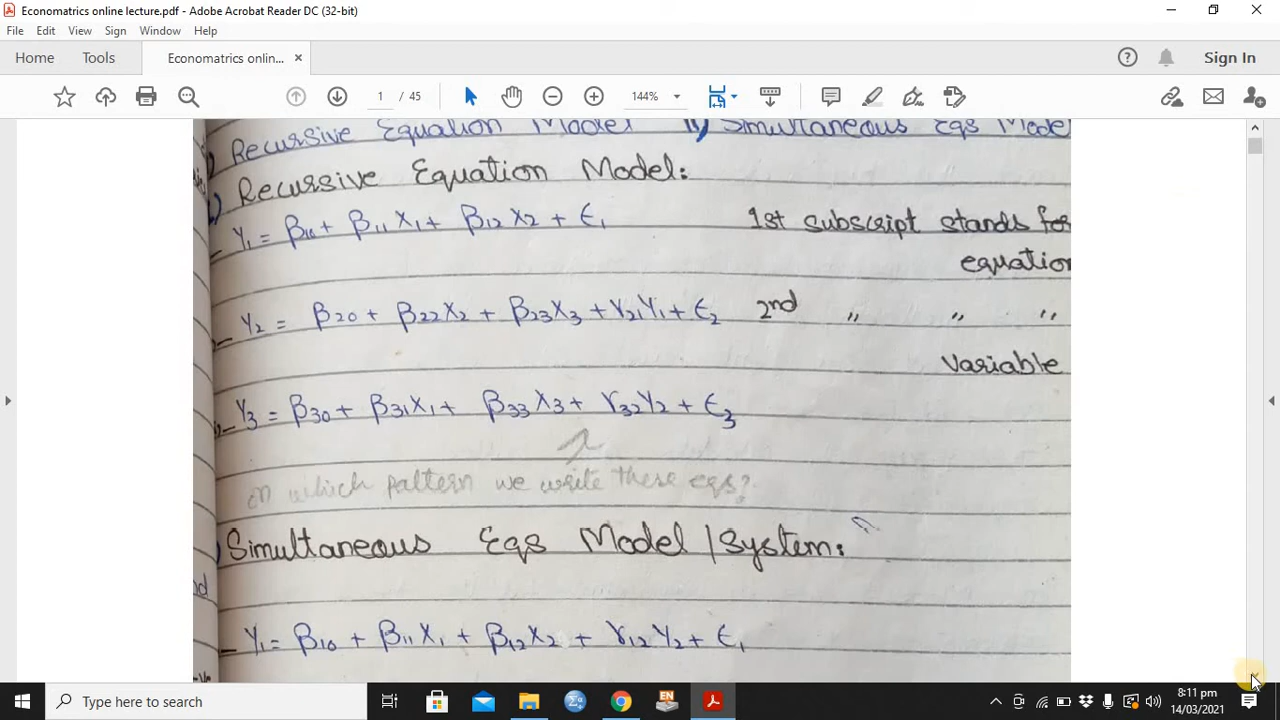 Economatrics online lecture.pdf - Adobe Acrobat Reader DC (32-bit)
File Edit View Sign Window Help
Home Tools Economatrics onlin... × Sign In
1 / 45 144%
Recursive Equation Model ii) Simultaneous Eqs Model
Recursive Equation Model:
Y₁ = β₁₀ + β₁₁X₁ + β₁₂X₂ + ε₁ 1st subscript stands for
equation
Y₂ = β₂₀ + β₂₂X₂ + β₂₃X₃ + γ₂₁Y₁ + ε₂ 2nd " " "
Variable
Y₃ = β₃₀ + β₃₁X₁ + β₃₃X₃ + γ₃₂Y₂ + ε₃
on which pattern we write these eqs?
Simultaneous Eqs Model / System:
Y₁ = β₁₀ + β₁₁X₁ + β₁₂X₂ + γ₁₂Y₂ + ε₁
Type here to search
8:11 pm
14/03/2021